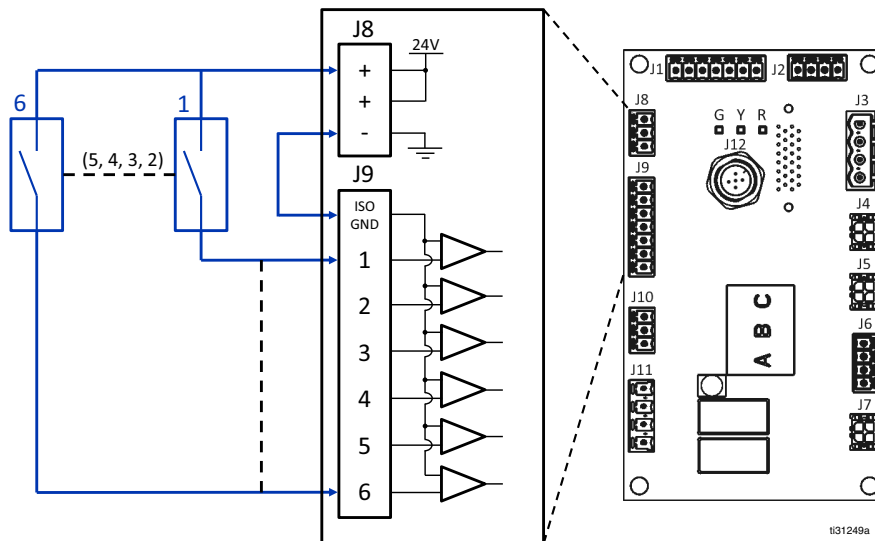 J8
24V
+
+
-
6
1
(5, 4, 3, 2)
J9
ISO
GND
1
2
3
4
5
6
J1
J2
J8
G Y R
J3
J12
J9
J4
J5
J10
A B C
J6
J11
J7
ti31249a